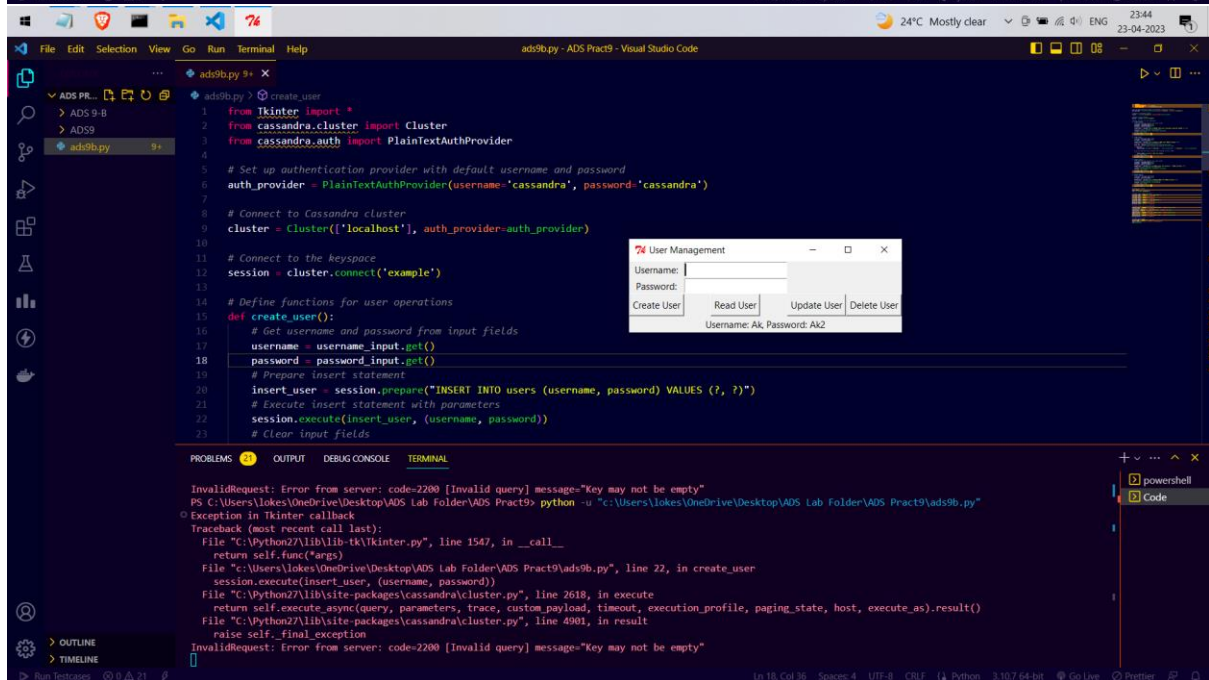 24°C Mostly clear
ENG
23:44
23-04-2023
File Edit Selection View Go Run Terminal Help
ads9b.py - ADS Pract9 - Visual Studio Code
ADS PR...
ADS 9-B
ADS9
ads9b.py 9+
OUTLINE
TIMELINE
ads9b.py 9+
ads9b.py > create_user
1 from Tkinter import *
2 from cassandra.cluster import Cluster
3 from cassandra.auth import PlainTextAuthProvider
4
5 # Set up authentication provider with default username and password
6 auth_provider = PlainTextAuthProvider(username='cassandra', password='cassandra')
7
8 # Connect to Cassandra cluster
9 cluster = Cluster(['localhost'], auth_provider=auth_provider)
10
11 # Connect to the keyspace
12 session = cluster.connect('example')
13
14 # Define functions for user operations
15 def create_user():
16 # Get username and password from input fields
17 username = username_input.get()
18 password = password_input.get()
19 # Prepare insert statement
20 insert_user = session.prepare("INSERT INTO users (username, password) VALUES (?, ?)")
21 # Execute insert statement with parameters
22 session.execute(insert_user, (username, password))
23 # Clear input fields
User Management
Username:
Password:
Create User Read User Update User Delete User
Username: Ak, Password: Ak2
PROBLEMS 21 OUTPUT DEBUG CONSOLE TERMINAL
powershell
Code
InvalidRequest: Error from server: code=2200 [Invalid query] message="Key may not be empty"
PS C:\Users\lokes\OneDrive\Desktop\ADS Lab Folder\ADS Pract9> python -u "c:\Users\lokes\OneDrive\Desktop\ADS Lab Folder\ADS Pract9\ads9b.py"
Exception in Tkinter callback
Traceback (most recent call last):
File "C:\Python27\lib\lib-tk\Tkinter.py", line 1547, in __call__
return self.func(*args)
File "c:\Users\lokes\OneDrive\Desktop\ADS Lab Folder\ADS Pract9\ads9b.py", line 22, in create_user
session.execute(insert_user, (username, password))
File "C:\Python27\lib\site-packages\cassandra\cluster.py", line 2618, in execute
return self.execute_async(query, parameters, trace, custom_payload, timeout, execution_profile, paging_state, host, execute_as).result()
File "C:\Python27\lib\site-packages\cassandra\cluster.py", line 4901, in result
raise self._final_exception
InvalidRequest: Error from server: code=2200 [Invalid query] message="Key may not be empty"
Run Testcases 0 21 Ln 18, Col 36 Spaces: 4 UTF-8 CRLF Python 3.10.7 64-bit Go Live Prettier